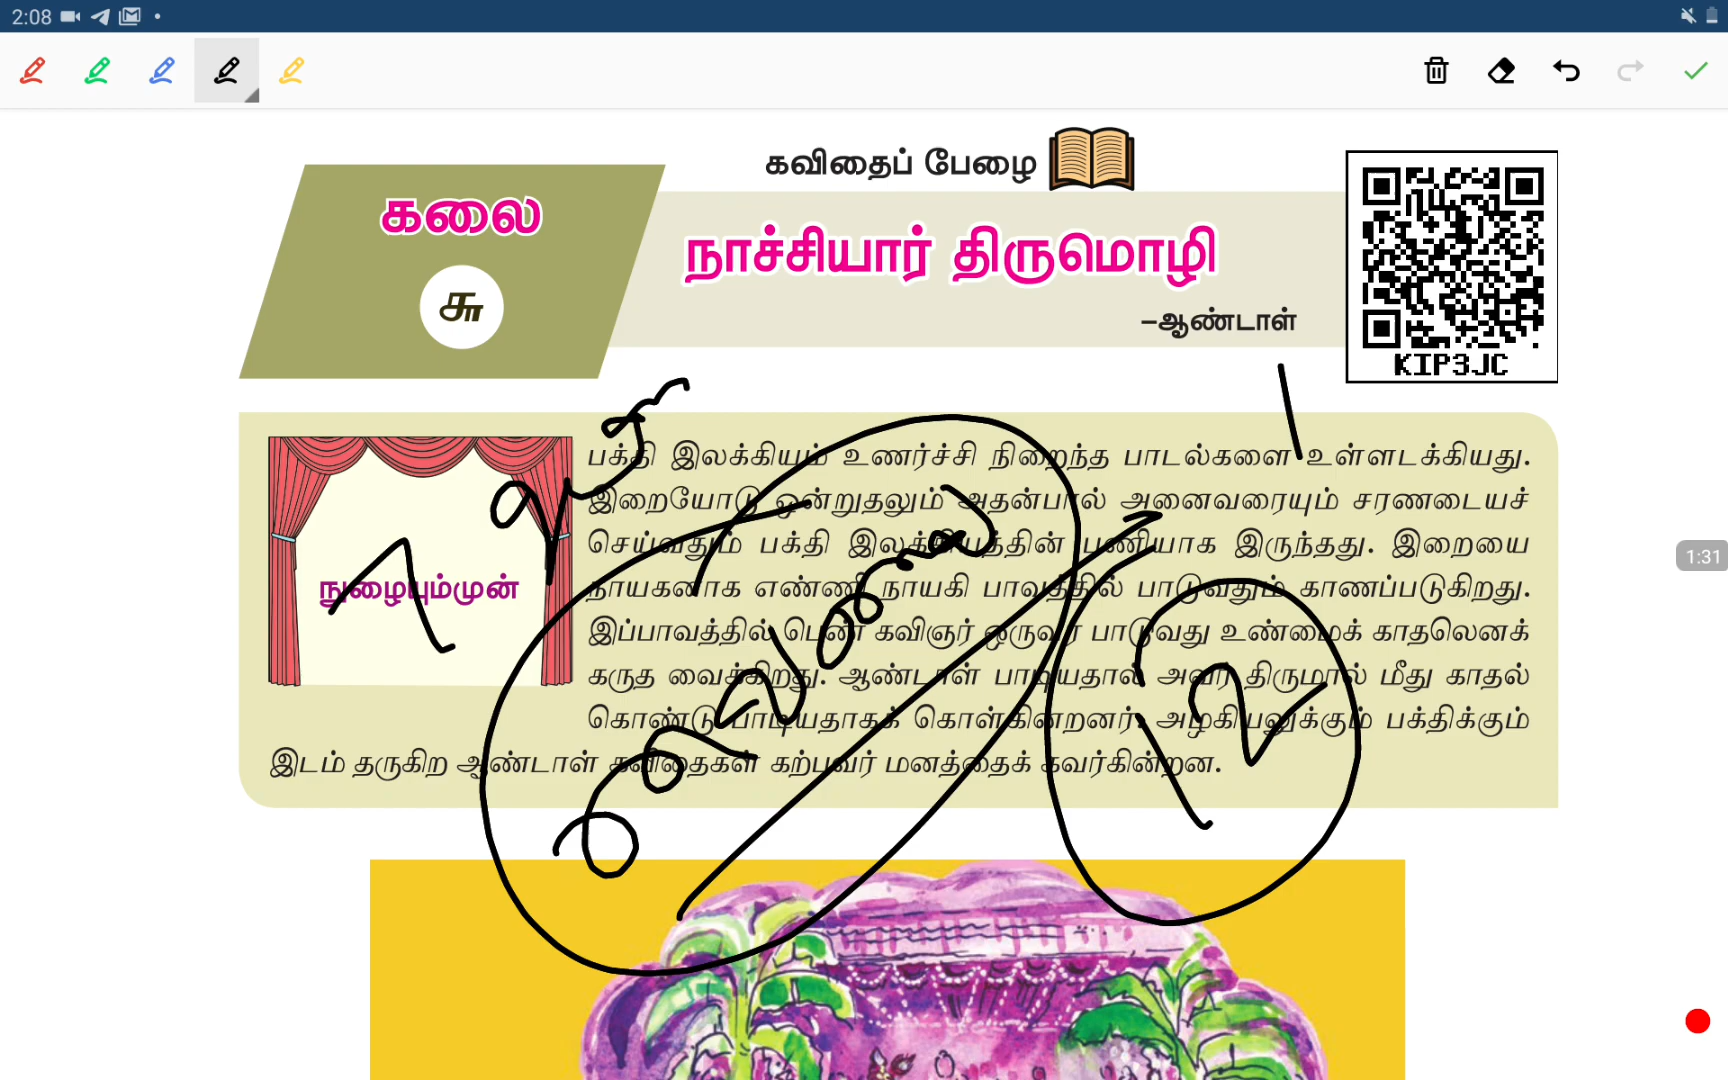 2:08
கவிதைப் பேழை
கலை
சு
நாச்சியார் திருமொழி
–ஆண்டாள்
KIP3JC
நுழையும்முன்
பக்தி இலக்கியம் உணர்ச்சி நிறைந்த பாடல்களை உள்ளடக்கியது.
இறையோடு ஒன்றுதலும் அதன்பால் அனைவரையும் சரணடையச்
செய்வதும் பக்தி இலக்கியத்தின் பணியாக இருந்தது. இறையை
நாயகனாக எண்ணி நாயகி பாவத்தில் பாடுவதும் காணப்படுகிறது.
இப்பாவத்தில் பெண் கவிஞர் ஒருவர் பாடுவது உண்மைக் காதலெனக்
கருத வைக்கிறது. ஆண்டாள் பாடியதால் அவர் திருமால் மீது காதல்
கொண்டு பாடியதாகக் கொள்கின்றனர். அழகியலுக்கும் பக்திக்கும்
இடம் தருகிற ஆண்டாள் கவிதைகள் கற்பவர் மனத்தைக் கவர்கின்றன.
1:31
12